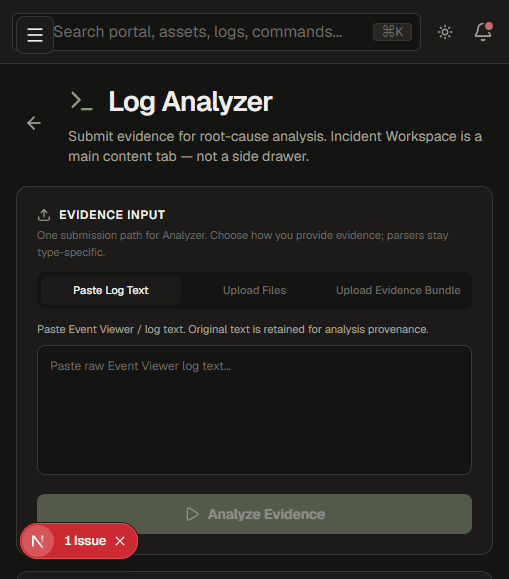 Search portal, assets, logs, commands...
⌘K
Log Analyzer
Submit evidence for root-cause analysis. Incident Workspace is a
main content tab — not a side drawer.
EVIDENCE INPUT
One submission path for Analyzer. Choose how you provide evidence; parsers stay
type-specific.
Paste Log Text
Upload Files
Upload Evidence Bundle
Paste Event Viewer / log text. Original text is retained for analysis provenance.
Paste raw Event Viewer log text...
Analyze Evidence
N
1 Issue